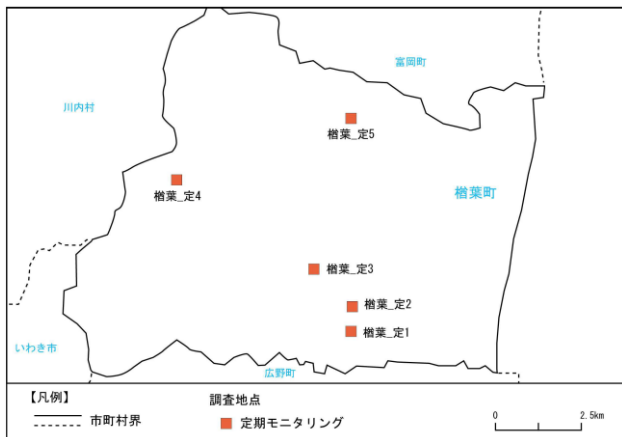 富岡町
川内村
楢葉_定5
楢葉_定4
楢葉町
楢葉_定3
楢葉_定2
楢葉_定1
いわき市
広野町
【凡例】
調査地点
市町村界
定期モニタリング
0 2.5km